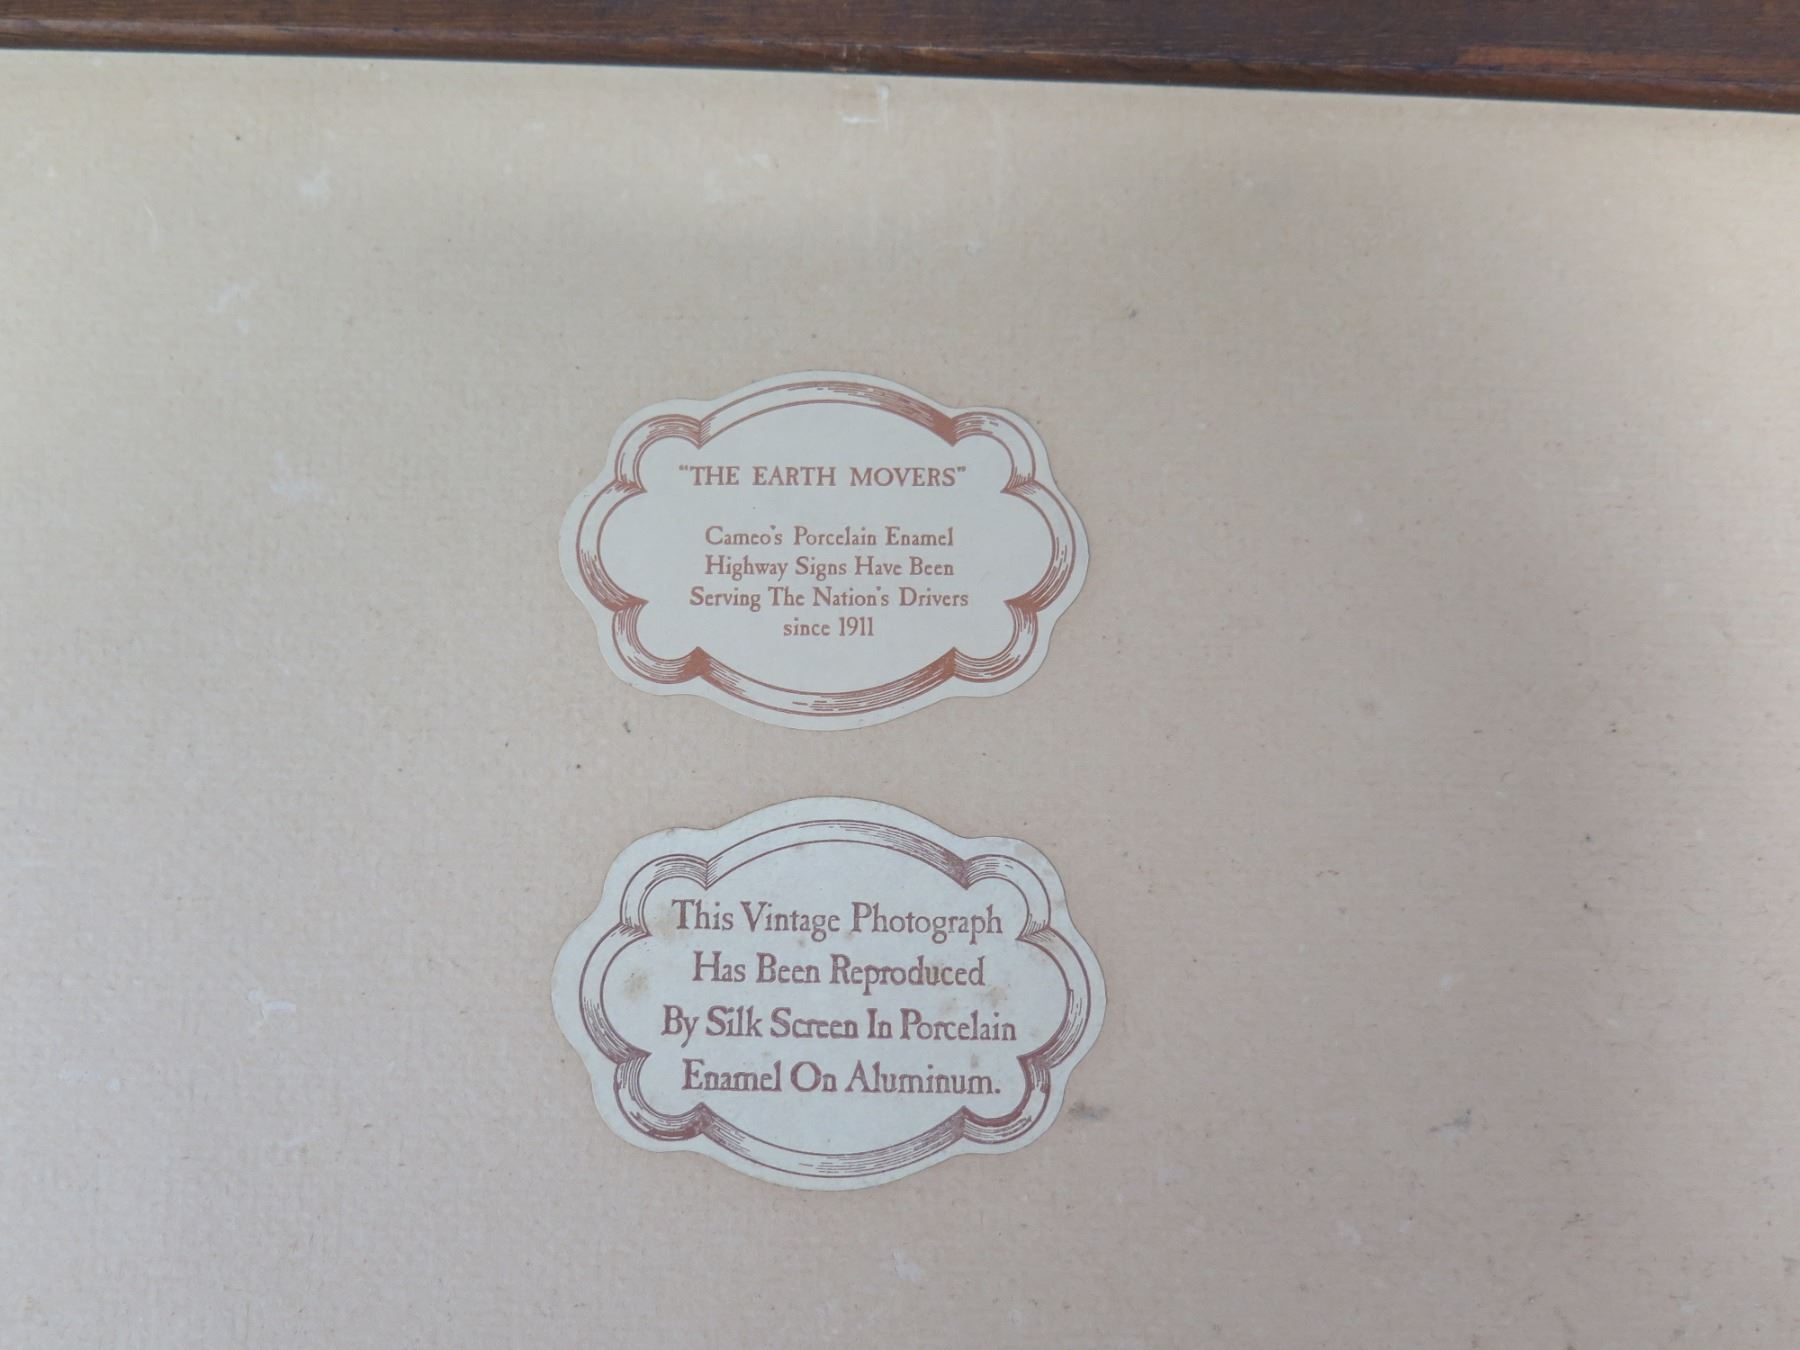 “THE EARTH MOVERS”
Cameo's Porcelain Enamel
Highway Signs Have Been
Serving The Nation's Drivers
since 1911
This Vintage Photograph
Has Been Reproduced
By Silk Screen In Porcelain
Enamel On Aluminum.